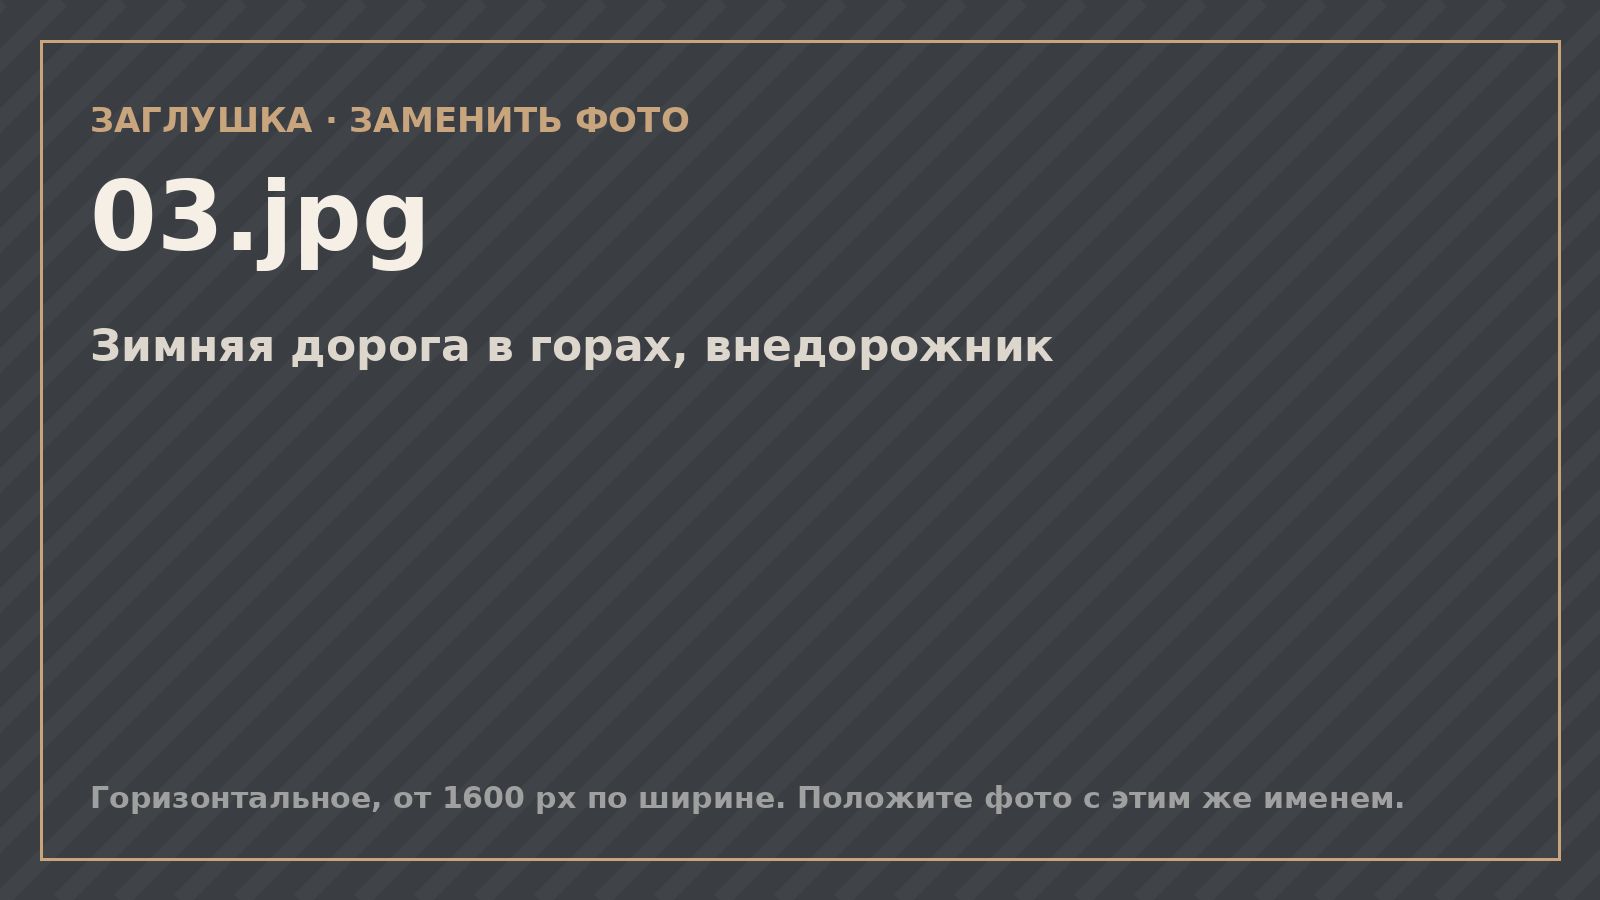 ЗАГЛУШКА · ЗАМЕНИТЬ ФОТО
03.jpg
Зимняя дорога в горах, внедорожник
Горизонтальное, от 1600 px по ширине. Положите фото с этим же именем.